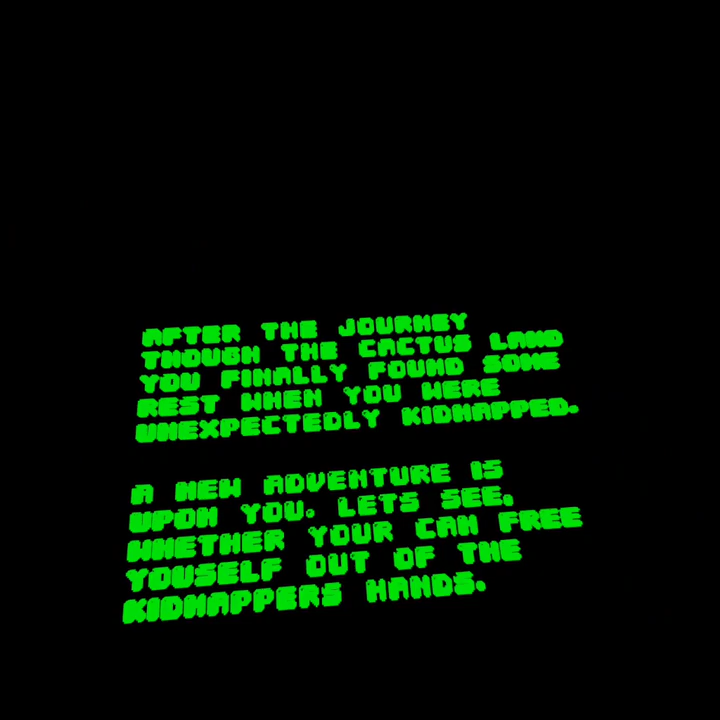 AFTER THE JOURNEY
THOUGH THE CACTUS LAND
YOU FINALLY FOUND SOME
REST WHEN YOU WERE
UNEXPECTEDLY KIDNAPPED.
A NEW ADVENTURE IS
UPON YOU. LETS SEE,
WHETHER YOUR CAN FREE
YOUSELF OUT OF THE
KIDNAPPERS HANDS.